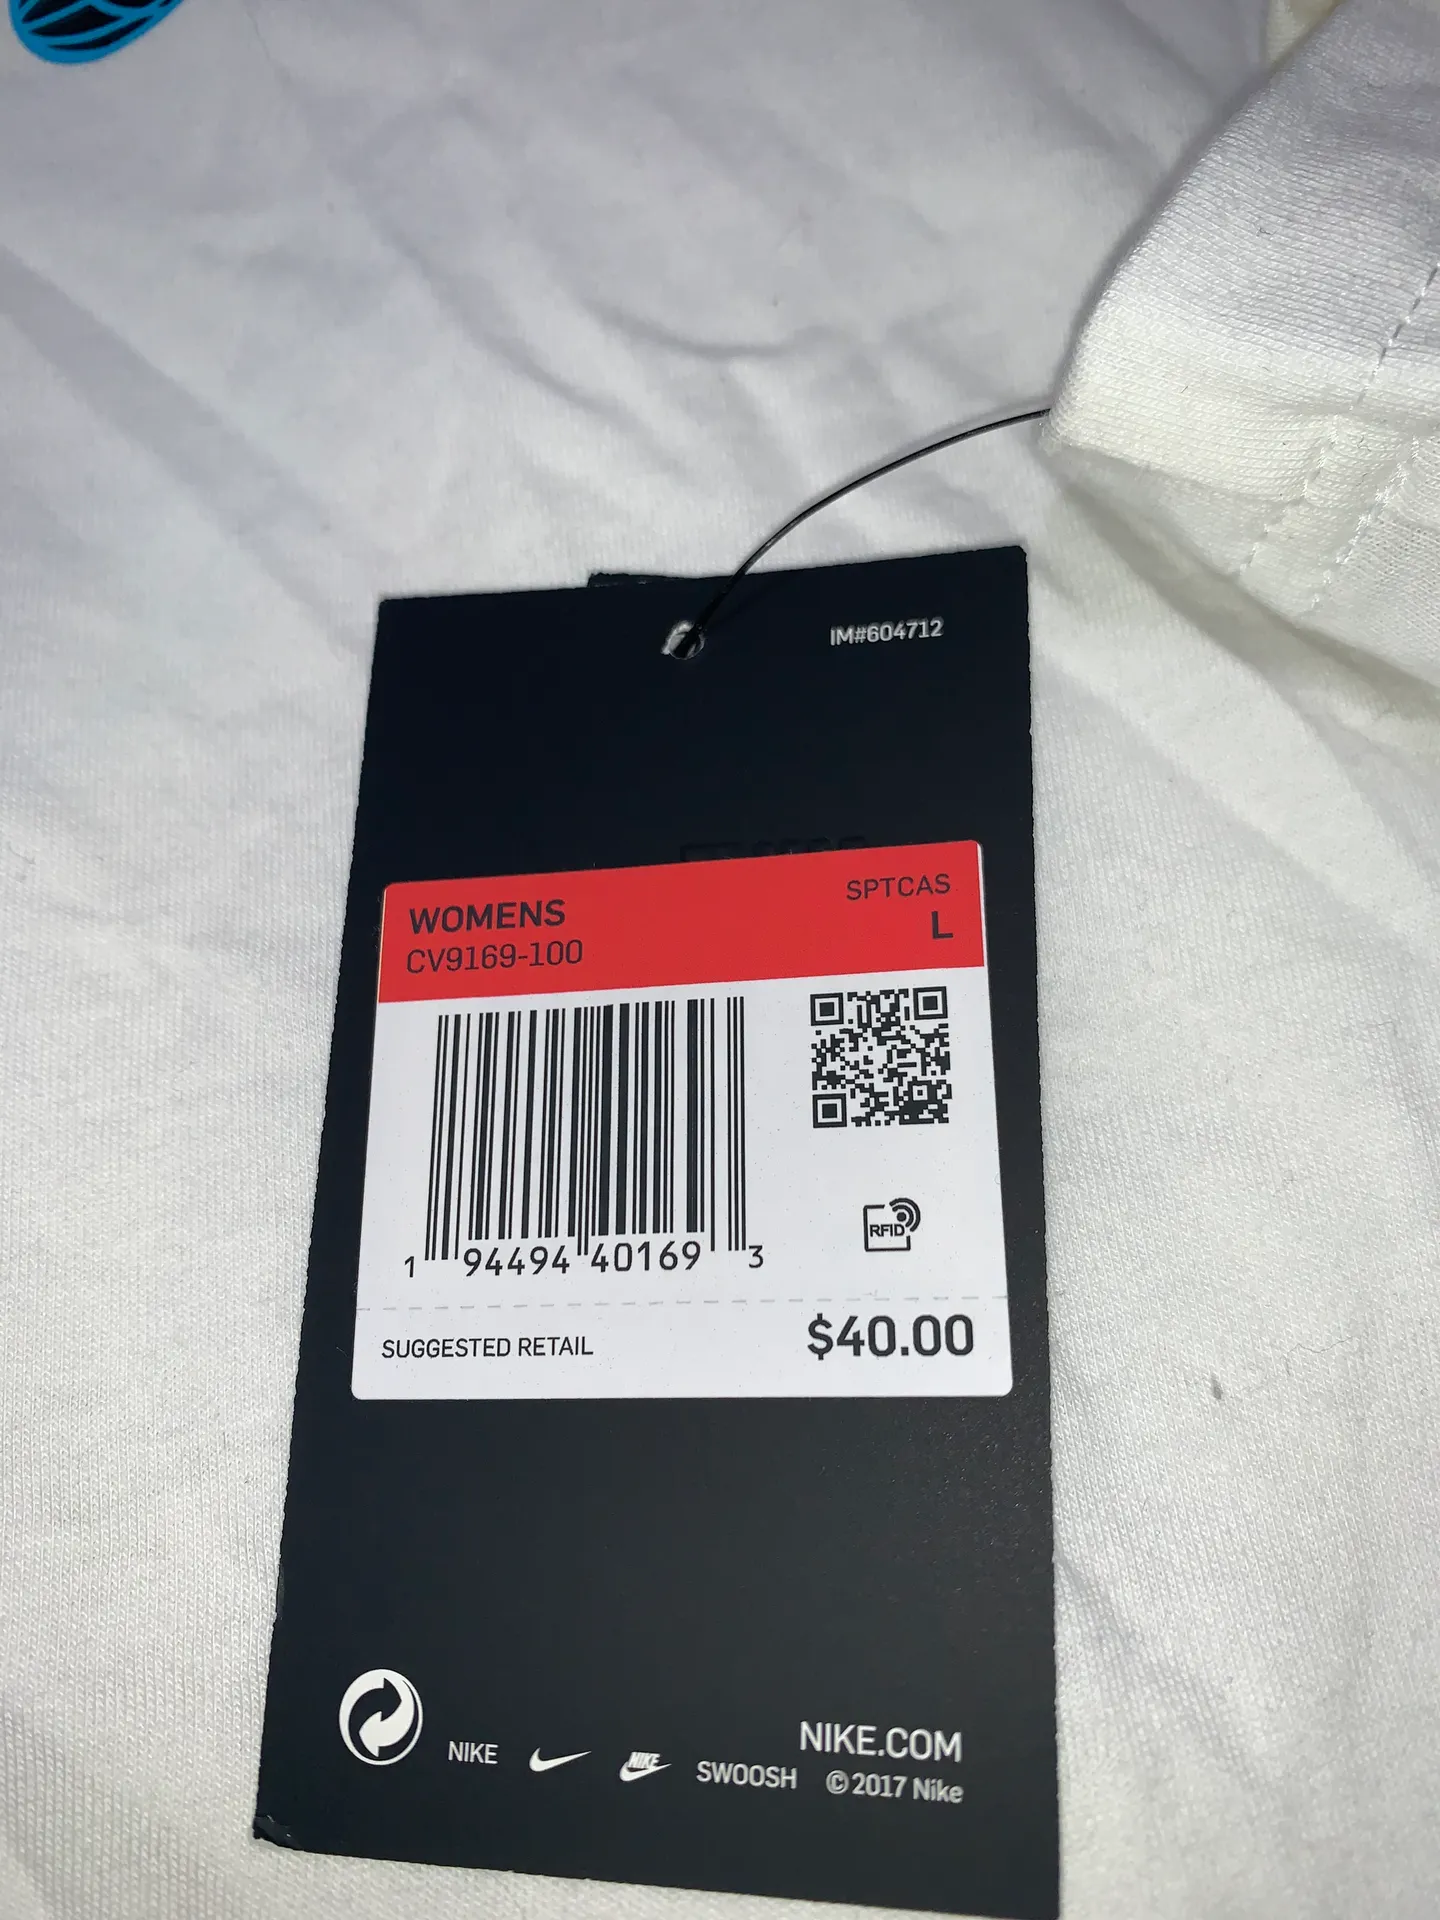 IM#604712
WOMENS
SPTCAS
CV9169-100
L
1 94494 40169 3
RFID
SUGGESTED RETAIL
$40.00
NIKE
NIKE
SWOOSH
NIKE.COM
© 2017 Nike